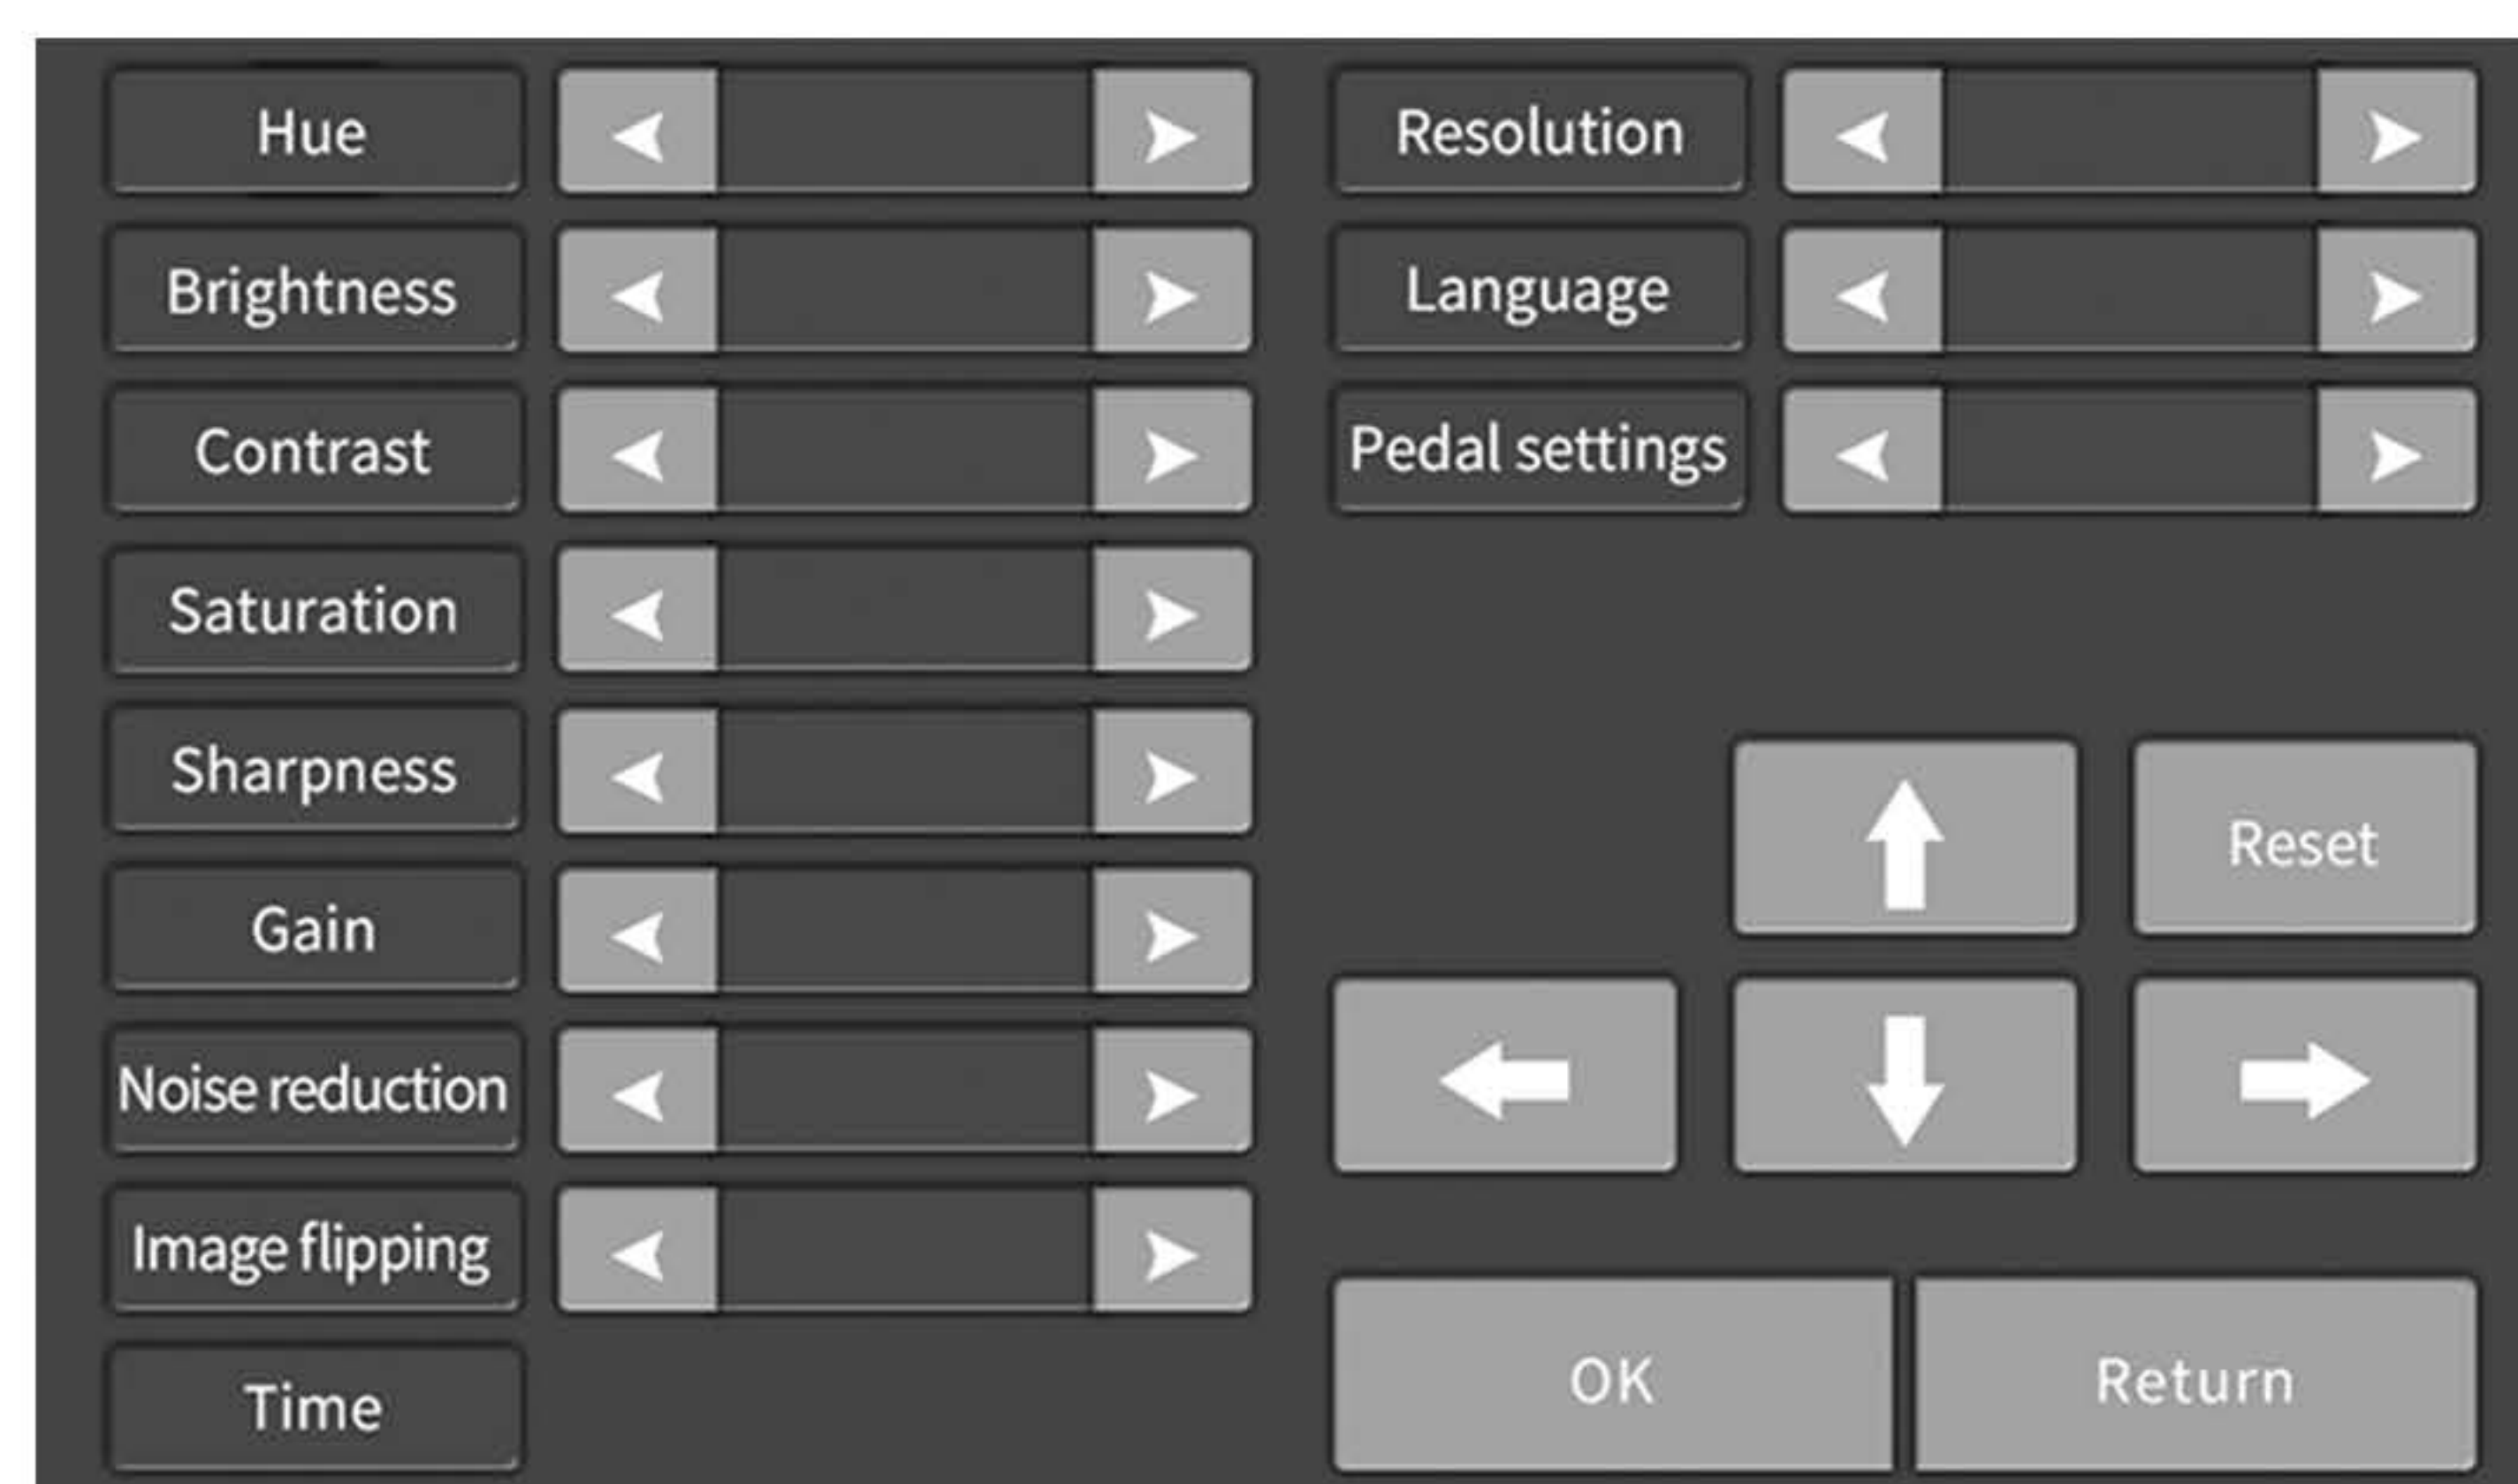 Hue
Brightness
Contrast
Saturation
Sharpness
Gain
Noise reduction
Image flipping
Time
Resolution
Language
Pedal settings
Reset
OK
Return